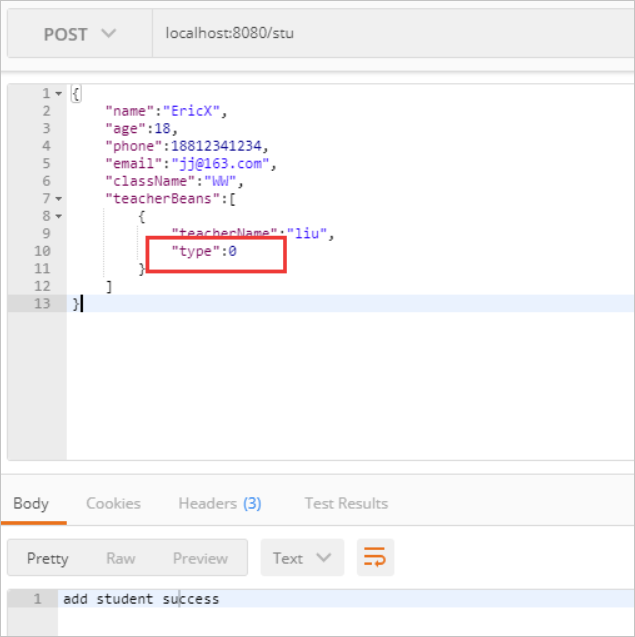 POST localhost:8080/stu
1 {
2 "name":"EricX",
3 "age":18,
4 "phone":18812341234,
5 "email":"jj@163.com",
6 "className":"WW",
7 "teacherBeans":[
8 {
9 "teacherName":"liu",
10 "type":0
11 }
12 ]
13 }
Body Cookies Headers (3) Test Results
Pretty Raw Preview Text
1 add student success